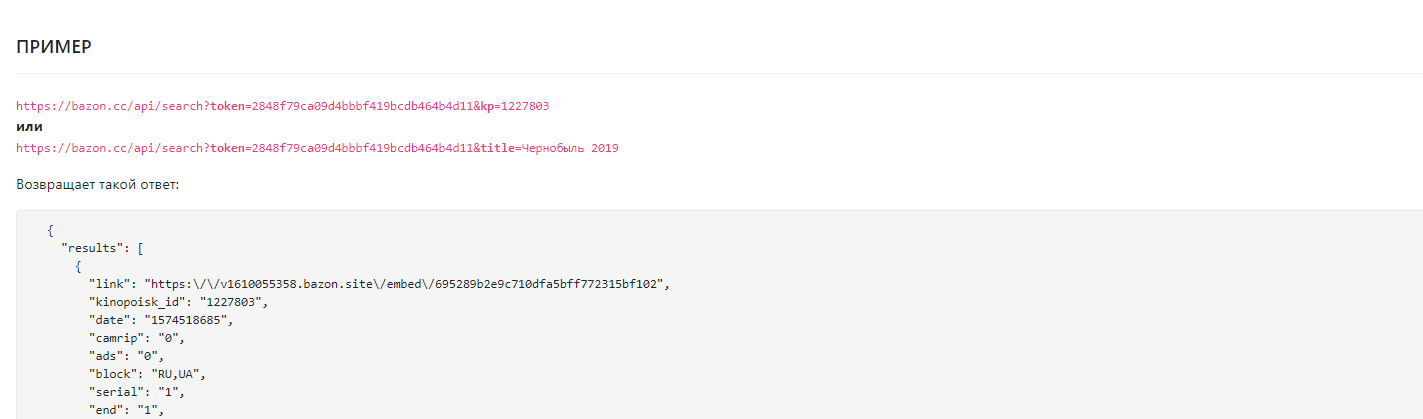 ПРИМЕР
https://bazon.cc/api/search?token=2848f79ca09d4bbbf419bcdb464b4d11&kp=1227803
или
https://bazon.cc/api/search?token=2848f79ca09d4bbbf419bcdb464b4d11&title=Чернобыль 2019
Возвращает такой ответ:
{
"results": [
{
"link": "https:\/\/v1610055358.bazon.site\/embed\/695289b2e9c710dfa5bff772315bf102",
"kinopoisk_id": "1227803",
"date": "1574518685",
"camrip": "0",
"ads": "0",
"block": "RU,UA",
"serial": "1",
"end": "1",